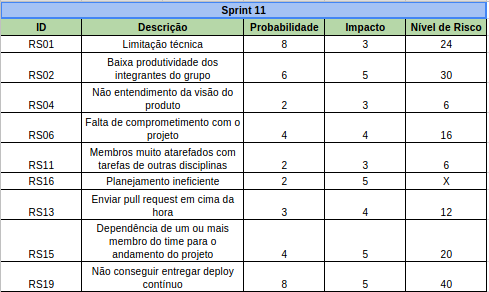 Sprint 11
ID Descrição Probabilidade Impacto Nível de Risco
RS01 Limitação técnica 8 3 24
Baixa produtividade dos
RS02 integrantes do grupo 6 5 30
Não entendimento da visão do
RS04 produto 2 3 6
Falta de comprometimento com o
RS06 projeto 4 4 16
Membros muito atarefados com
RS11 tarefas de outras disciplinas 2 3 6
RS16 Planejamento ineficiente 2 5 X
Enviar pull request em cima da
RS13 hora 3 4 12
Dependência de um ou mais
membro do time para o
RS15 andamento do projeto 4 5 20
Não conseguir entregar deploy
RS19 contínuo 8 5 40